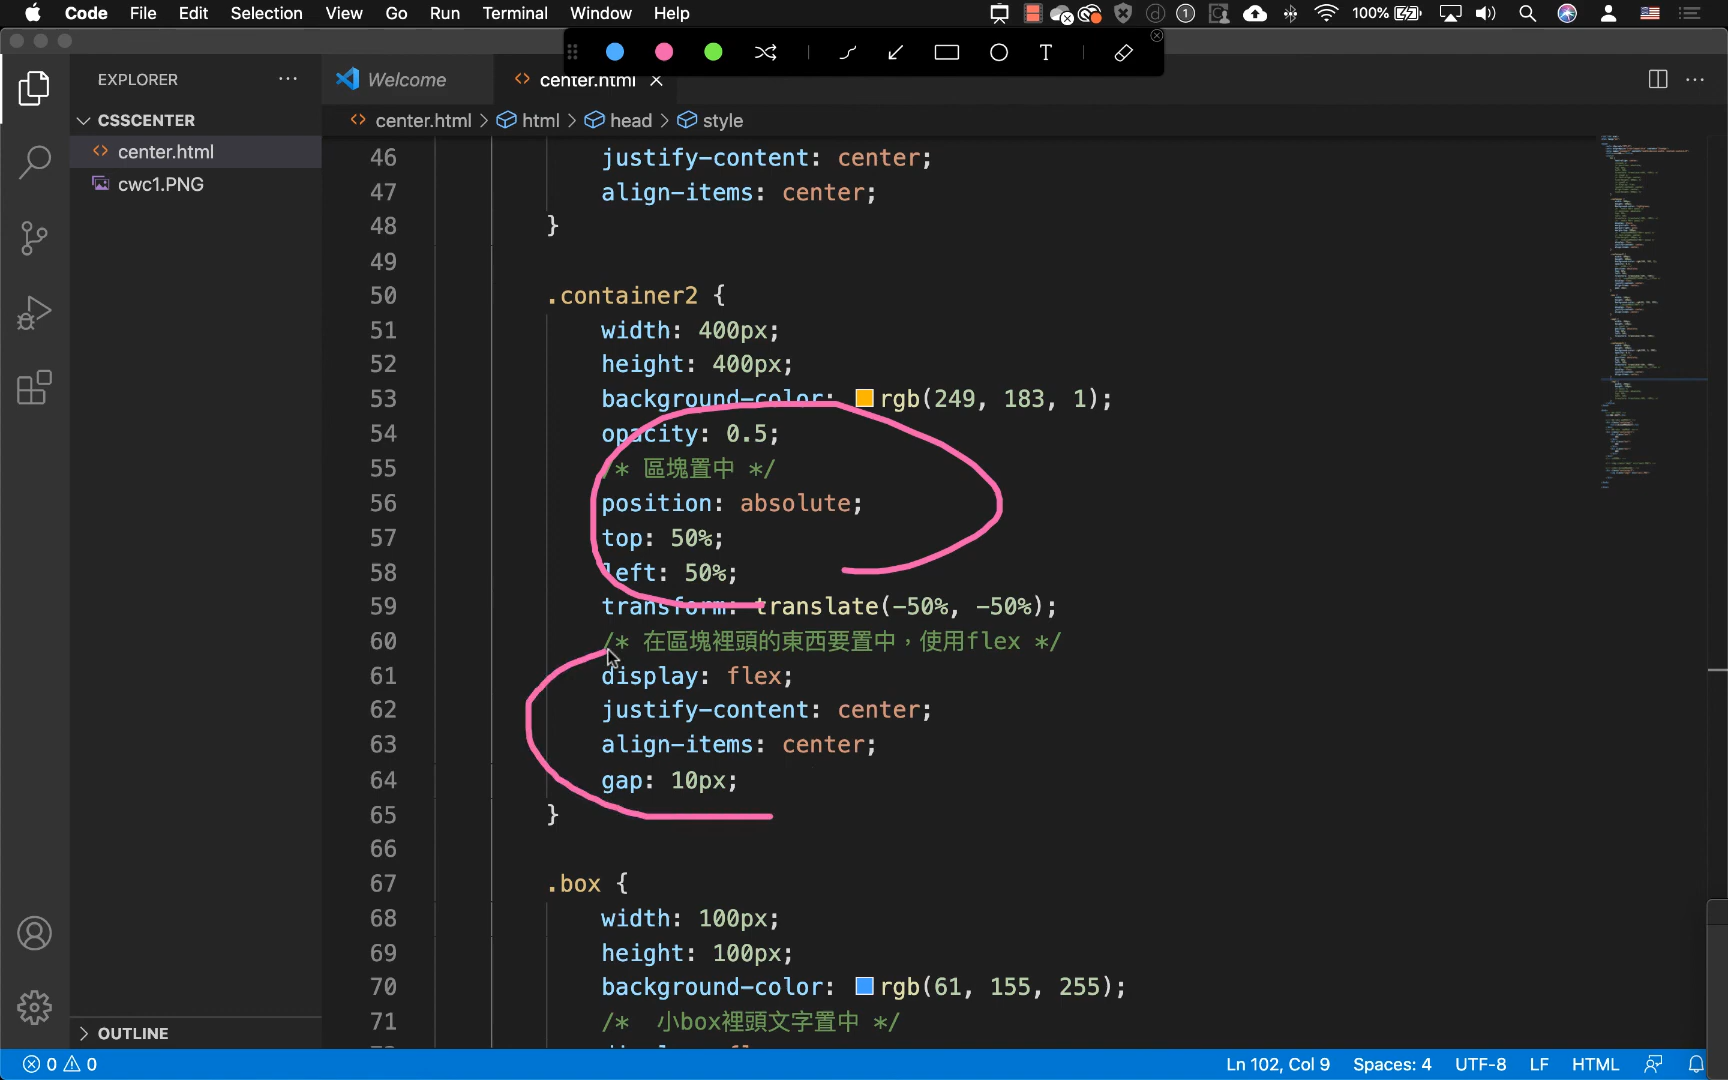 Code File Edit Selection View Go Run Terminal Window Help 100%
T
EXPLORER ... Welcome center.html
CSSCENTER
center.html > html > head > style
center.html
cwc1.PNG
46 justify-content: center;
47 align-items: center;
48 }
49
50 .container2 {
51 width: 400px;
52 height: 400px;
53 background-color: rgb(249, 183, 1);
54 opacity: 0.5;
55 /* 區塊置中 */
56 position: absolute;
57 top: 50%;
58 left: 50%;
59 transform: translate(-50%, -50%);
60 /* 在區塊裡頭的東西要置中，使用flex */
61 display: flex;
62 justify-content: center;
63 align-items: center;
64 gap: 10px;
65 }
66
67 .box {
68 width: 100px;
69 height: 100px;
70 background-color: rgb(61, 155, 255);
71 /* 小box裡頭文字置中 */
OUTLINE
0 0 Ln 102, Col 9 Spaces: 4 UTF-8 LF HTML